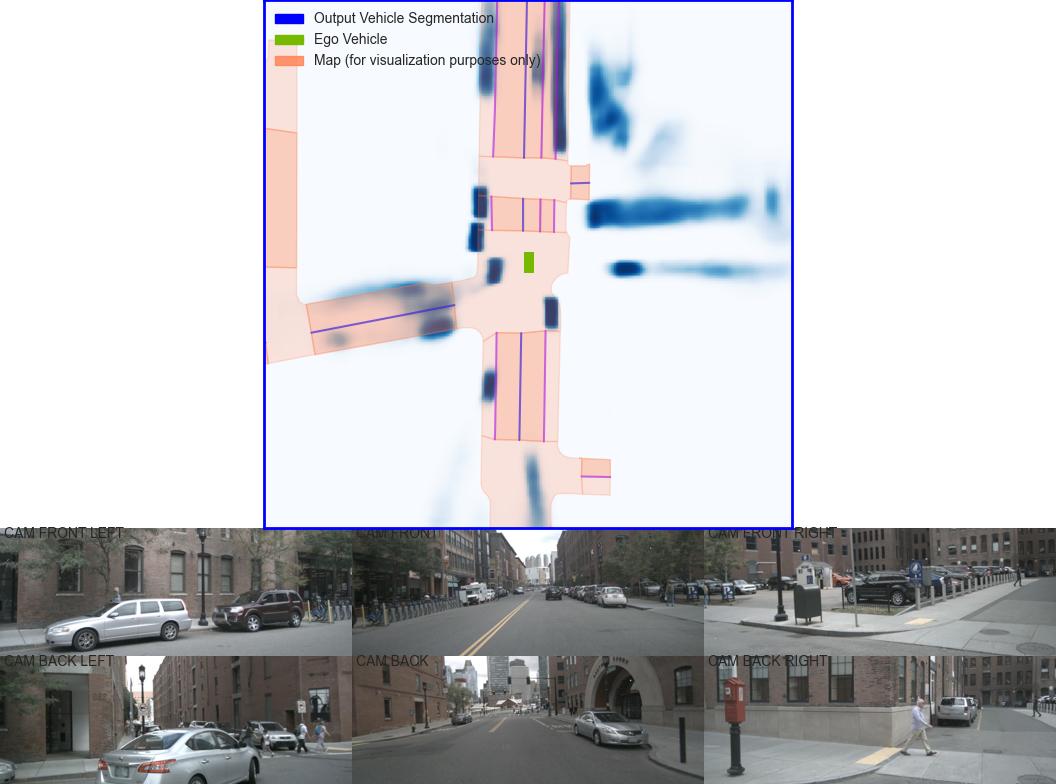 Output Vehicle Segmentation
Ego Vehicle
Map (for visualization purposes only)
CAM FRONT LEFT
CAM FRONT
CAM FRONT RIGHT
CAM BACK LEFT
CAM BACK
CAM BACK RIGHT